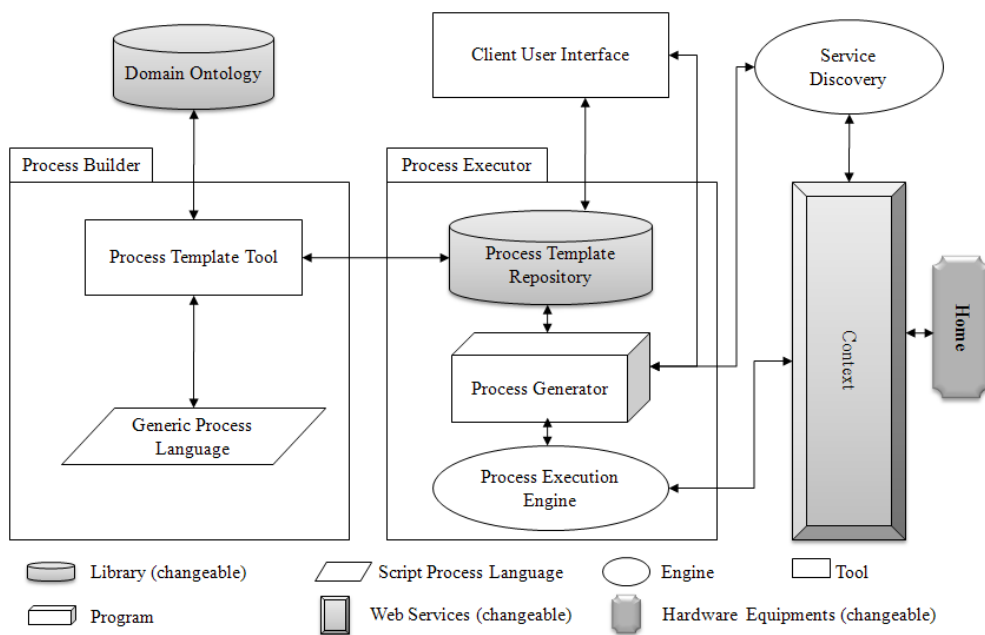 Domain Ontology
Client User Interface
Service
Discovery
Process Builder
Process Executor
Process Template Tool
Process Template
Repository
Context
Home
Process Generator
Generic Process
Language
Process Execution
Engine
Library (changeable)
Script Process Language
Engine
Tool
Program
Web Services (changeable)
Hardware Equipments (changeable)